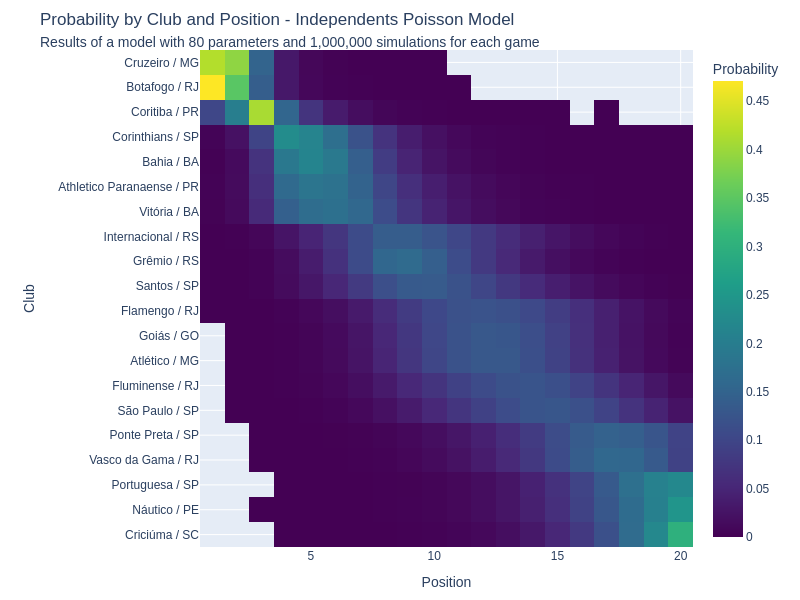 Probability by Club and Position - Independents Poisson Model
Results of a model with 80 parameters and 1,000,000 simulations for each game
Probability
Club
Cruzeiro / MG
Botafogo / RJ
Coritiba / PR
Corinthians / SP
Bahia / BA
Athletico Paranaense / PR
Vitória / BA
Internacional / RS
Grêmio / RS
Santos / SP
Flamengo / RJ
Goiás / GO
Atlético / MG
Fluminense / RJ
São Paulo / SP
Ponte Preta / SP
Vasco da Gama / RJ
Portuguesa / SP
Náutico / PE
Criciúma / SC
0.45
0.4
0.35
0.3
0.25
0.2
0.15
0.1
0.05
0
5 10 15 20
Position